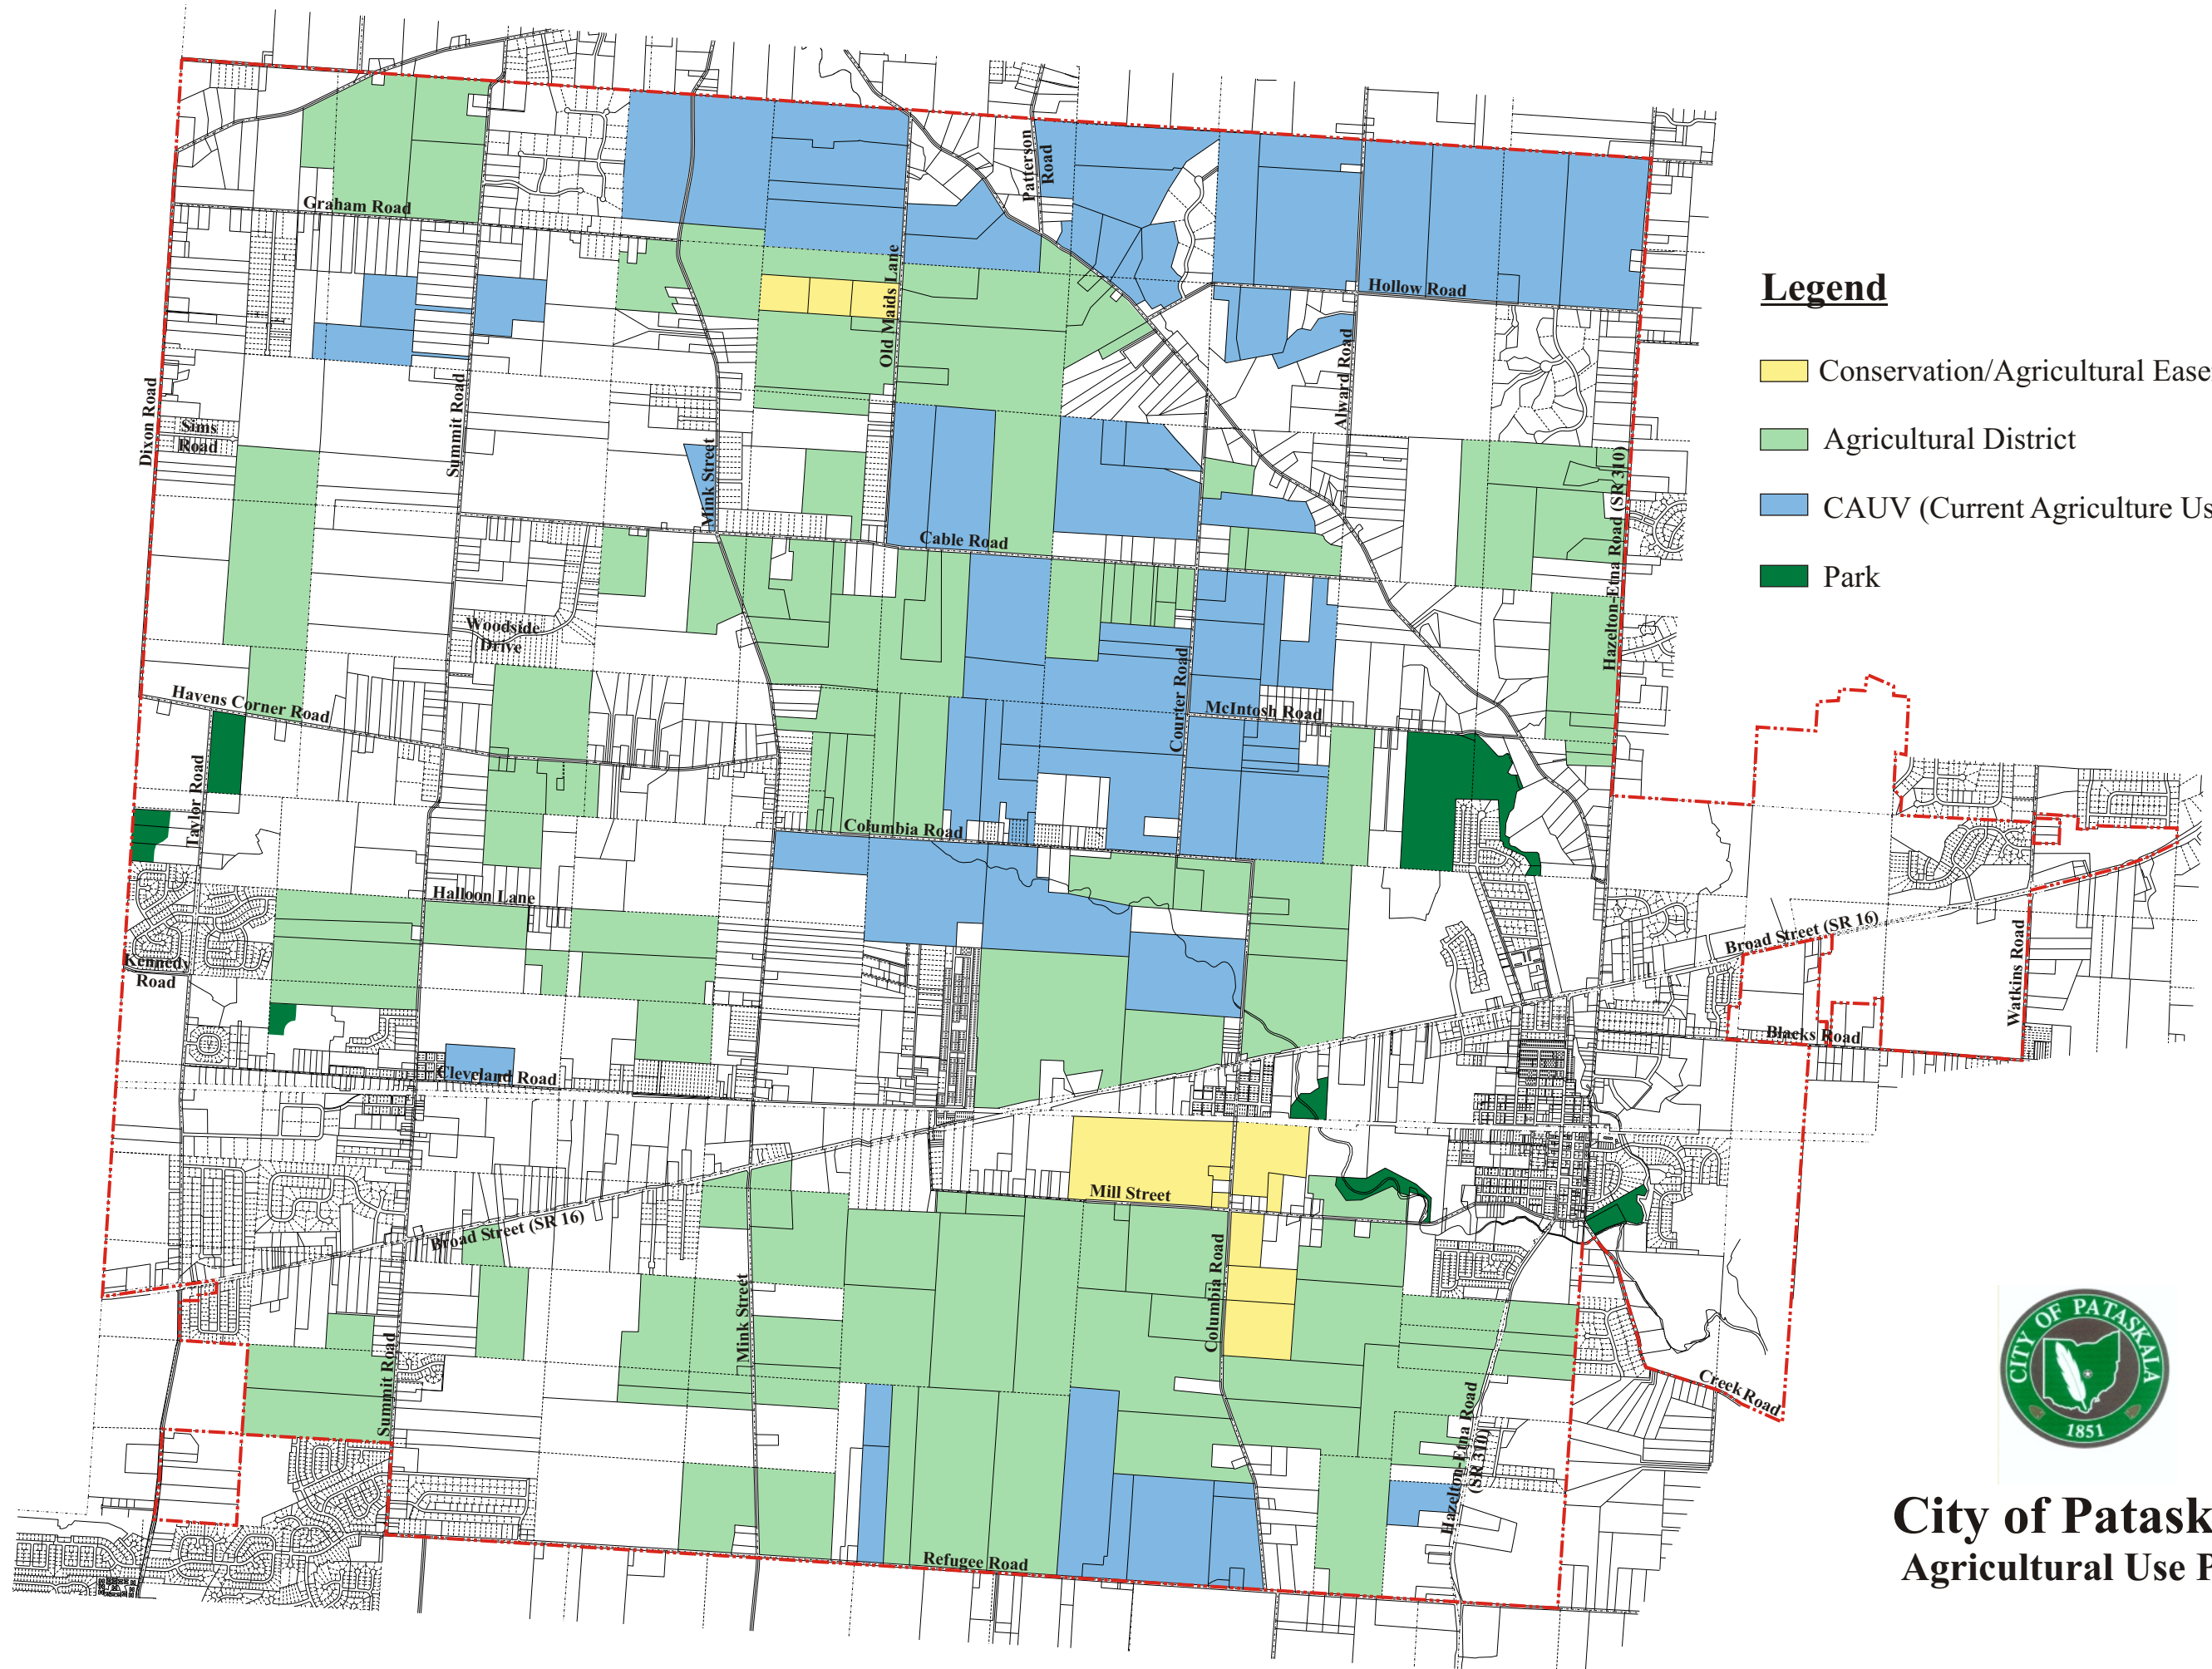 Patterson
Road
Graham Road
Old Maids Lane
Hollow Road
Legend
Alward Road
Conservation/Agricultural Ease
Dixon Road
Summit Road
Sims
Road
Mink Street
Hazelton-Etna Road (SR 310)
Agricultural District
CAUV (Current Agriculture Us
Cable Road
Park
Woodside
Drive
Courter Road
Havens Corner Road
McIntosh Road
Taylor Road
Columbia Road
Halloon Lane
Broad Street (SR 16)
Watkins Road
Kennedy
Road
Blacks Road
Cleveland Road
Mill Street
Broad Street (SR 16)
Columbia Road
Mink Street
Summit Road
Hazelton-Etna Road
(SR 310)
Creek Road
CITY OF PATASKALA
1851
City of Patask
Agricultural Use P
Refugee Road